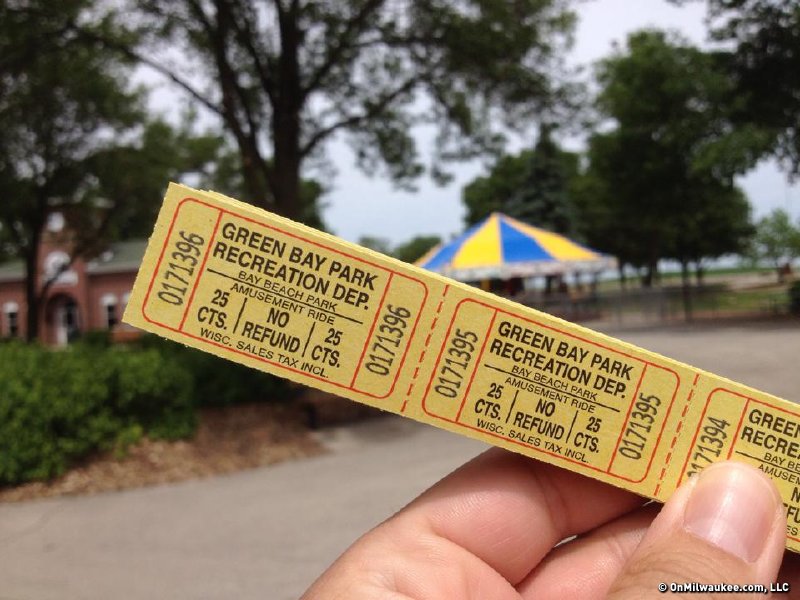 0171396
GREEN BAY PARK
RECREATION DEP.
BAY BEACH PARK
AMUSEMENT RIDE
25 CTS.
NO REFUND
25 CTS.
WISC. SALES TAX INCL.
0171396
0171395
GREEN BAY PARK
RECREATION DEP.
BAY BEACH PARK
AMUSEMENT RIDE
25 CTS.
NO REFUND
25 CTS.
WISC. SALES TAX INCL.
0171395
0171394
GREEN
RECREA
BAY
AMUSEM
© OnMilwaukee.com, LLC